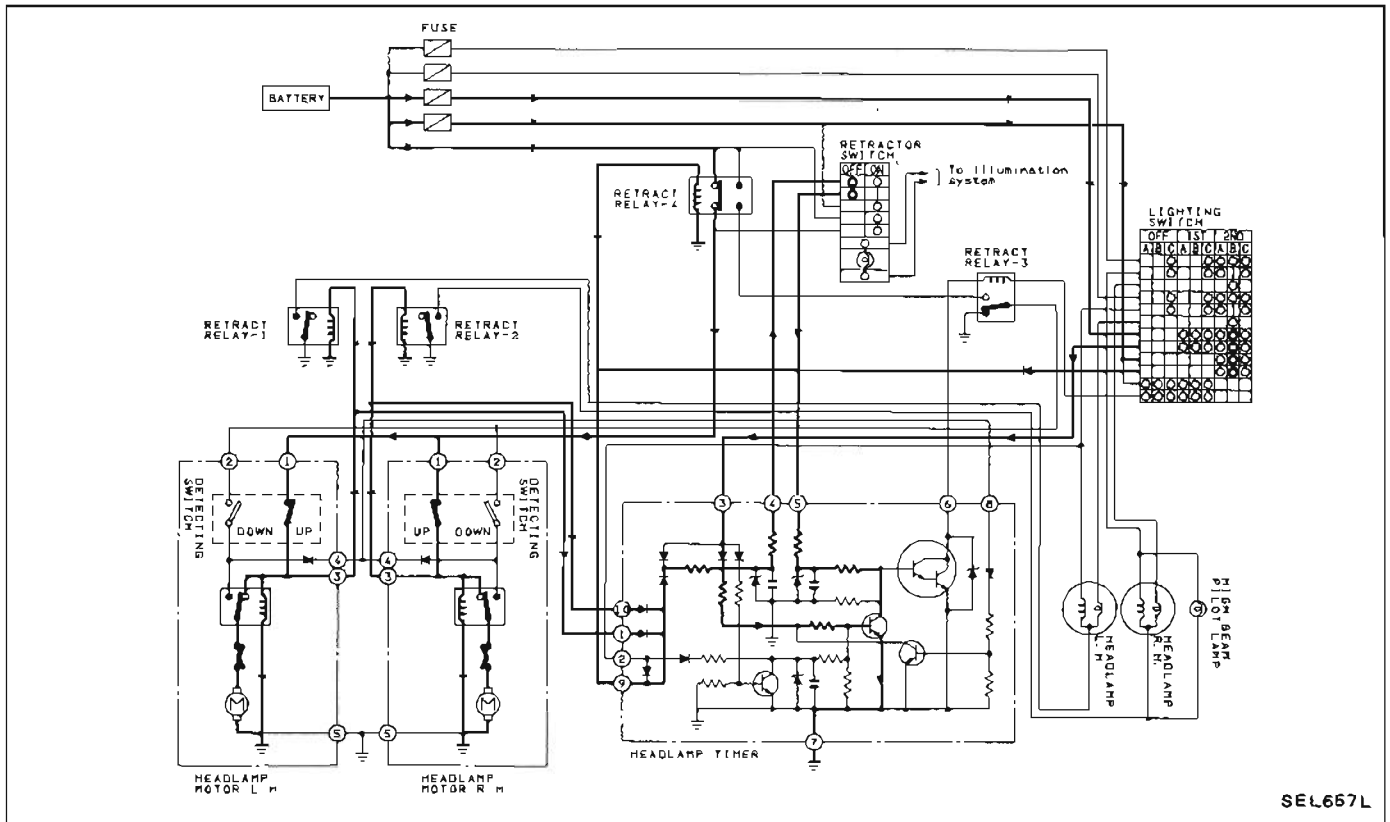 FUSE
BATTERY
RETRACTOR
SWITCH
OFF ON
To Illumination
system
RETRACT
RELAY-4
LIGHTING
SWITCH
OFF 1ST 2ND
A B C A B C A B C
RETRACT
RELAY-3
RETRACT
RELAY-1
RETRACT
RELAY-2
2 1 1 2
3 4 5 6 8
DETECTING
SWITCH
DOWN UP
UP DOWN
DETECTING
SWITCH
4 4
3 3
10
1
2
9
M M
5 5
7
HEADLAMP TIMER
HEADLAMP
MOTOR L H
HEADLAMP
MOTOR R H
HEADLAMP
L.H.
HEADLAMP
R.H.
HIGH BEAM
PILOT LAMP
SEL657L